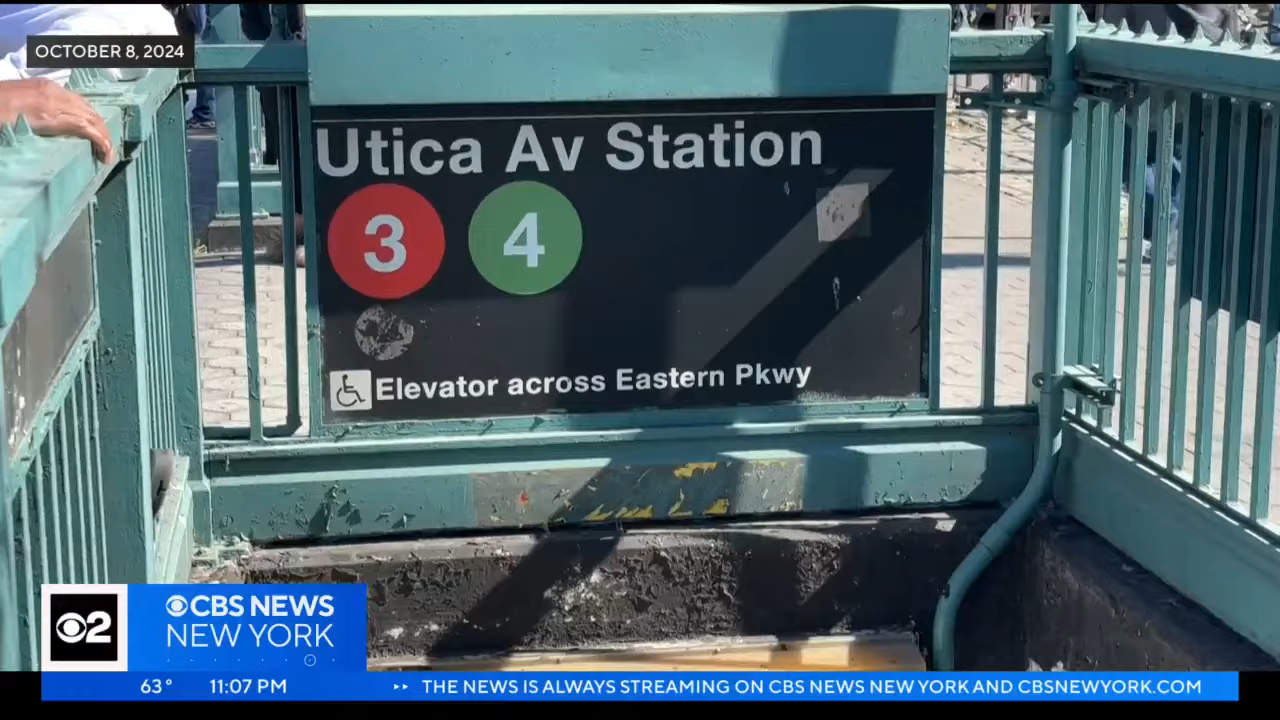 OCTOBER 8, 2024
Utica Av Station
3 4
Elevator across Eastern Pkwy
2
CBS NEWS
NEW YORK
63° 11:07 PM THE NEWS IS ALWAYS STREAMING ON CBS NEWS NEW YORK AND CBSNEWYORK.COM